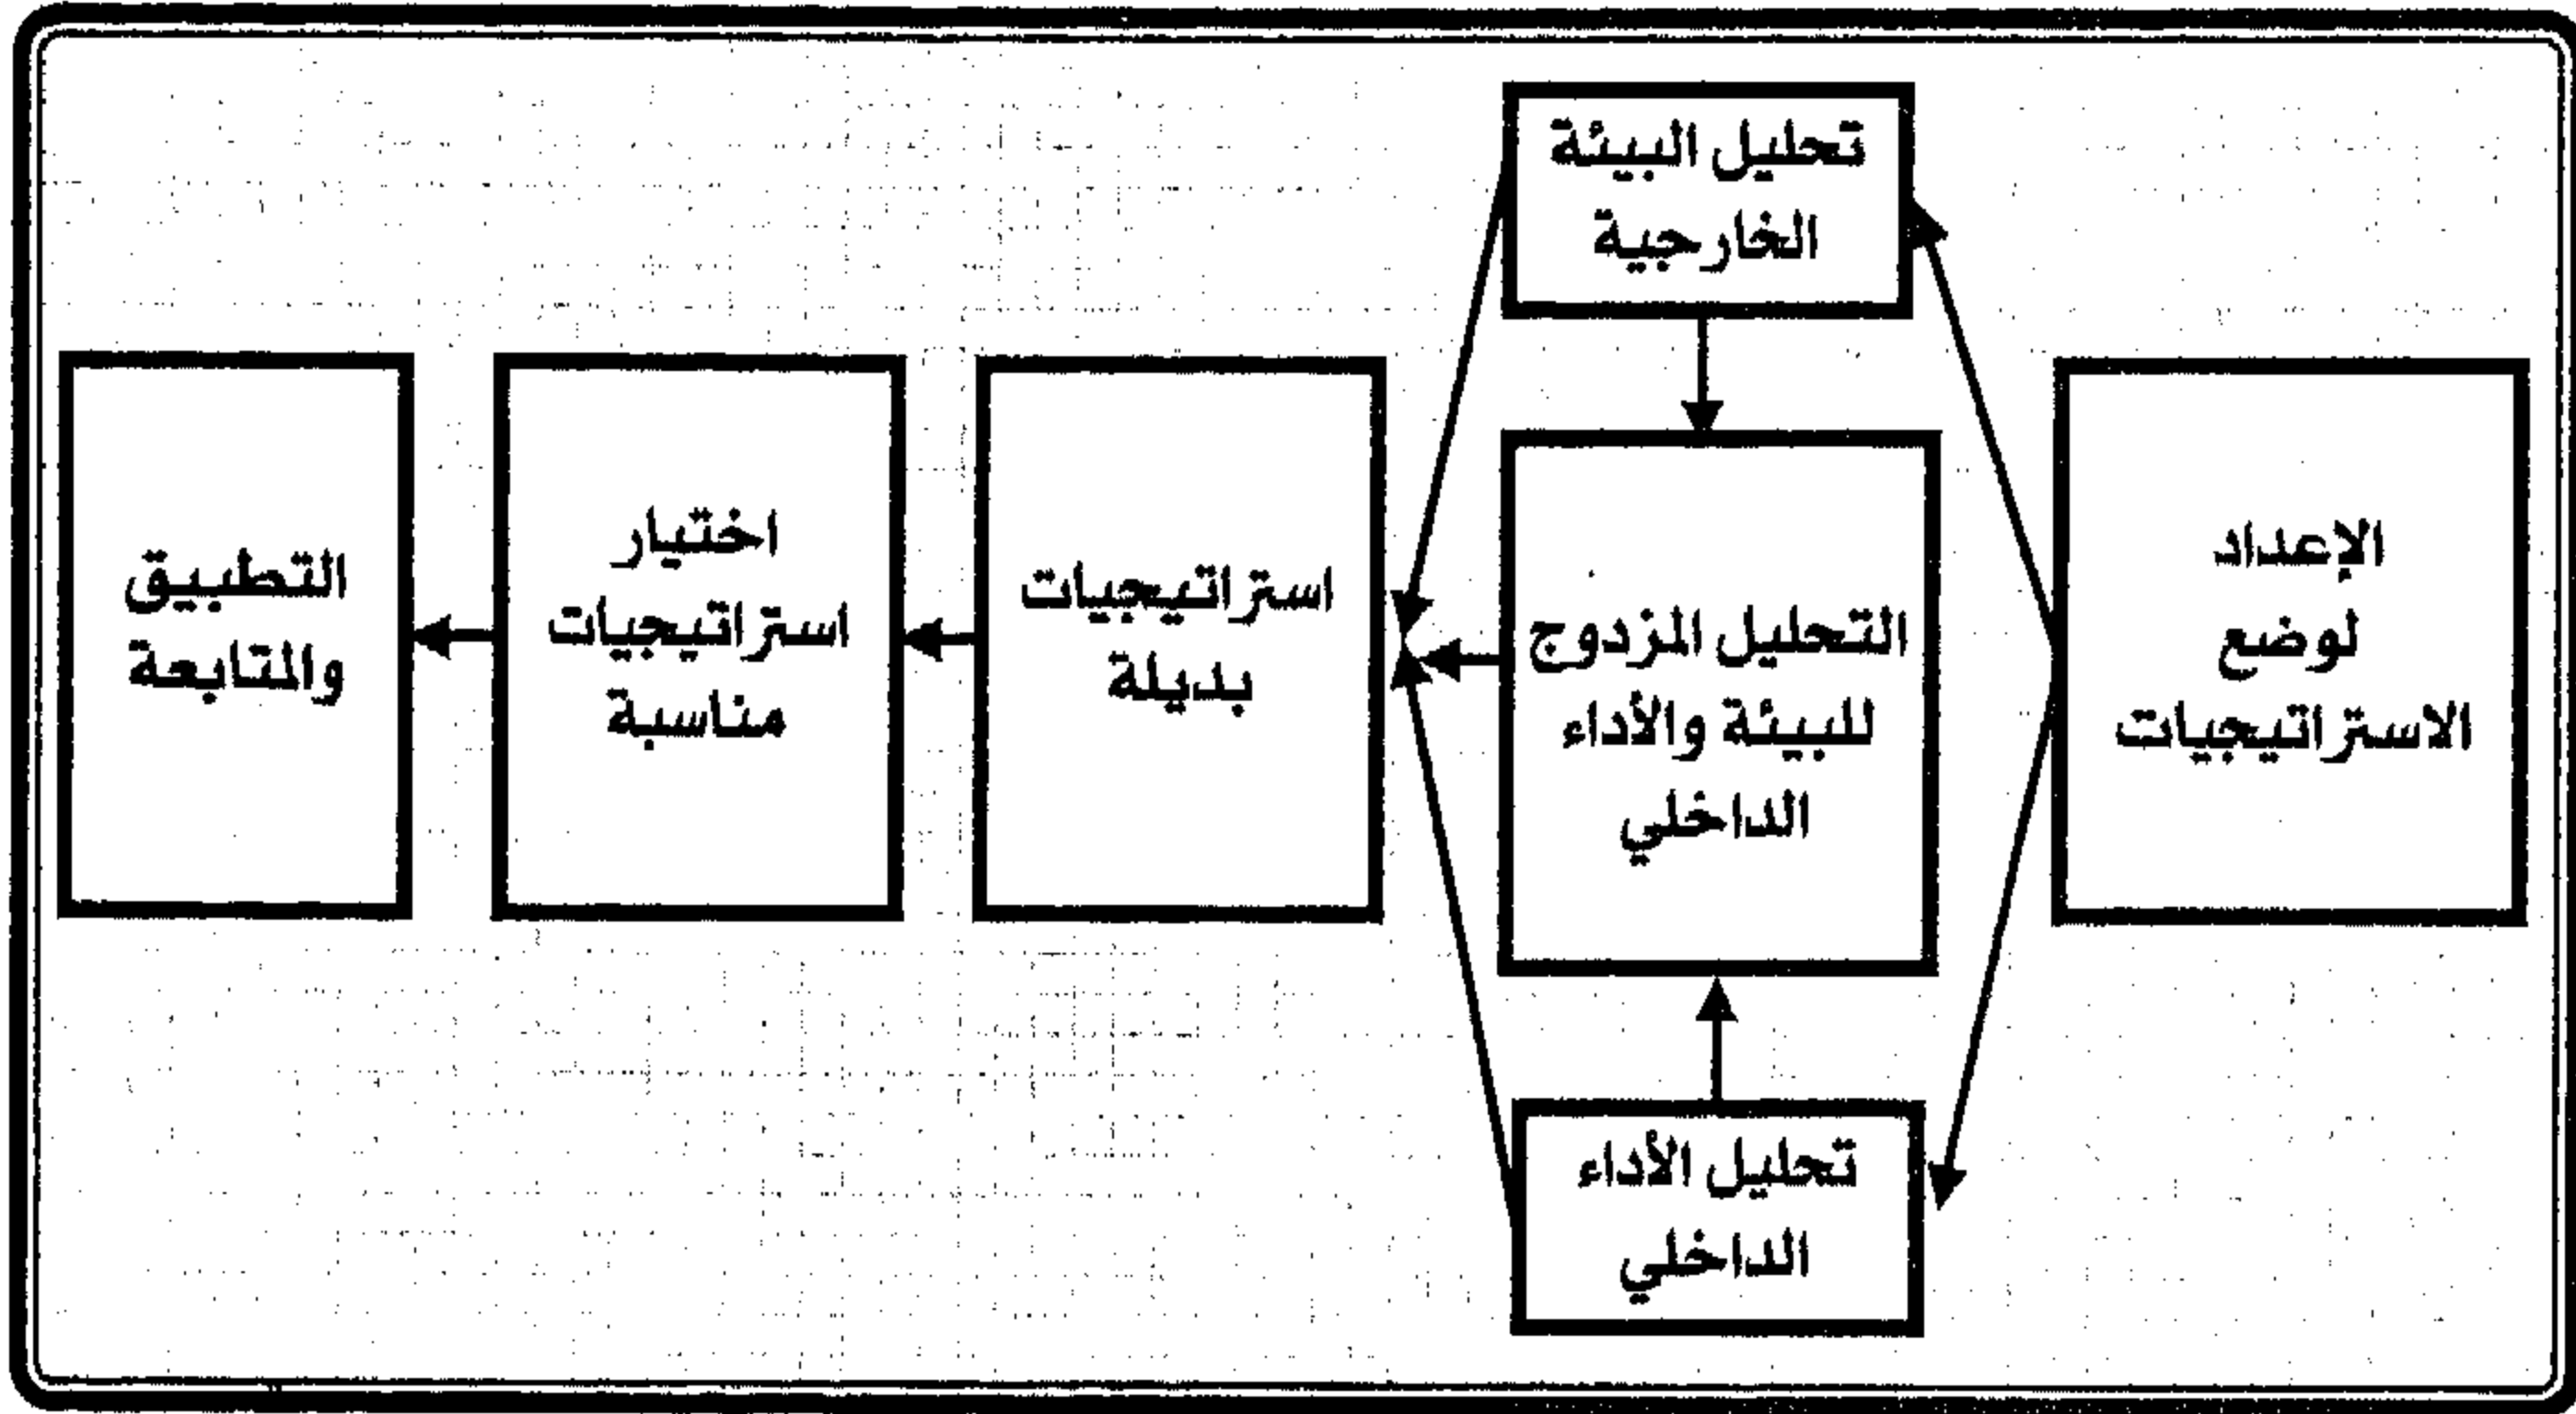 الإعداد
لوضع
الاستراتيجيات
تحليل البيئة
الخارجية
التحليل المزدوج
للبيئة والأداء
الداخلي
تحليل الأداء
الداخلي
استراتيجيات
بديلة
اختيار
استراتيجيات
مناسبة
التطبيق
والمتابعة